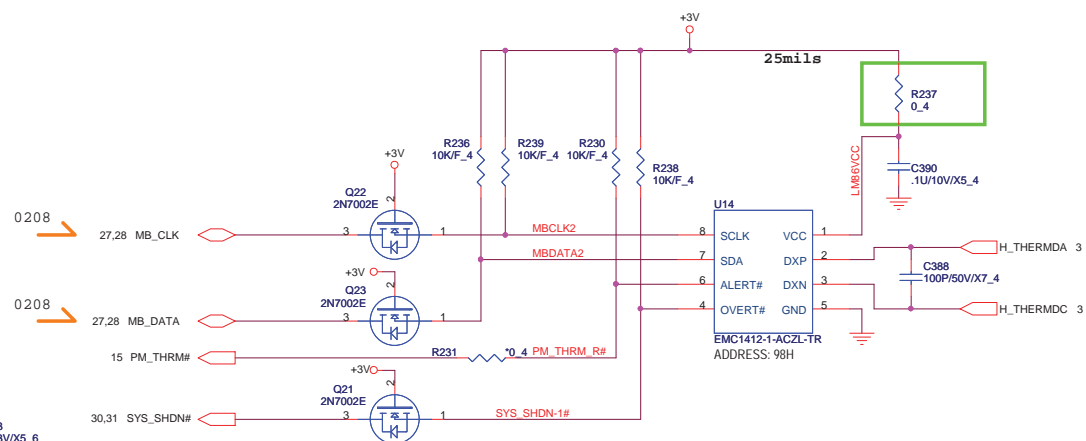 +3V
25mils
R237
0_4
R236
10K/F_4
R239
10K/F_4
R230
10K/F_4
R238
10K/F_4
+3V
LM86VCC
C390
.1U/10V/X5_4
Q22
2N7002E
2
U14
0208
27,28 MB_CLK
3
1
MBCLK2
8 SCLK
VCC 1
MBDATA2
7 SDA
DXP 2
H_THERMDA 3
+3V
2
Q23
2N7002E
C388
100P/50V/X7_4
6 ALERT#
DXN 3
0208
27,28 MB_DATA
3
1
4 OVERT#
GND 5
H_THERMDC 3
EMC1412-1-ACZL-TR
ADDRESS: 98H
15 PM_THRM#
R231
*0_4
PM_THRM_R#
+3V
2
Q21
2N7002E
30,31 SYS_SHDN#
3
1
SYS_SHDN-1#
V/X5_6